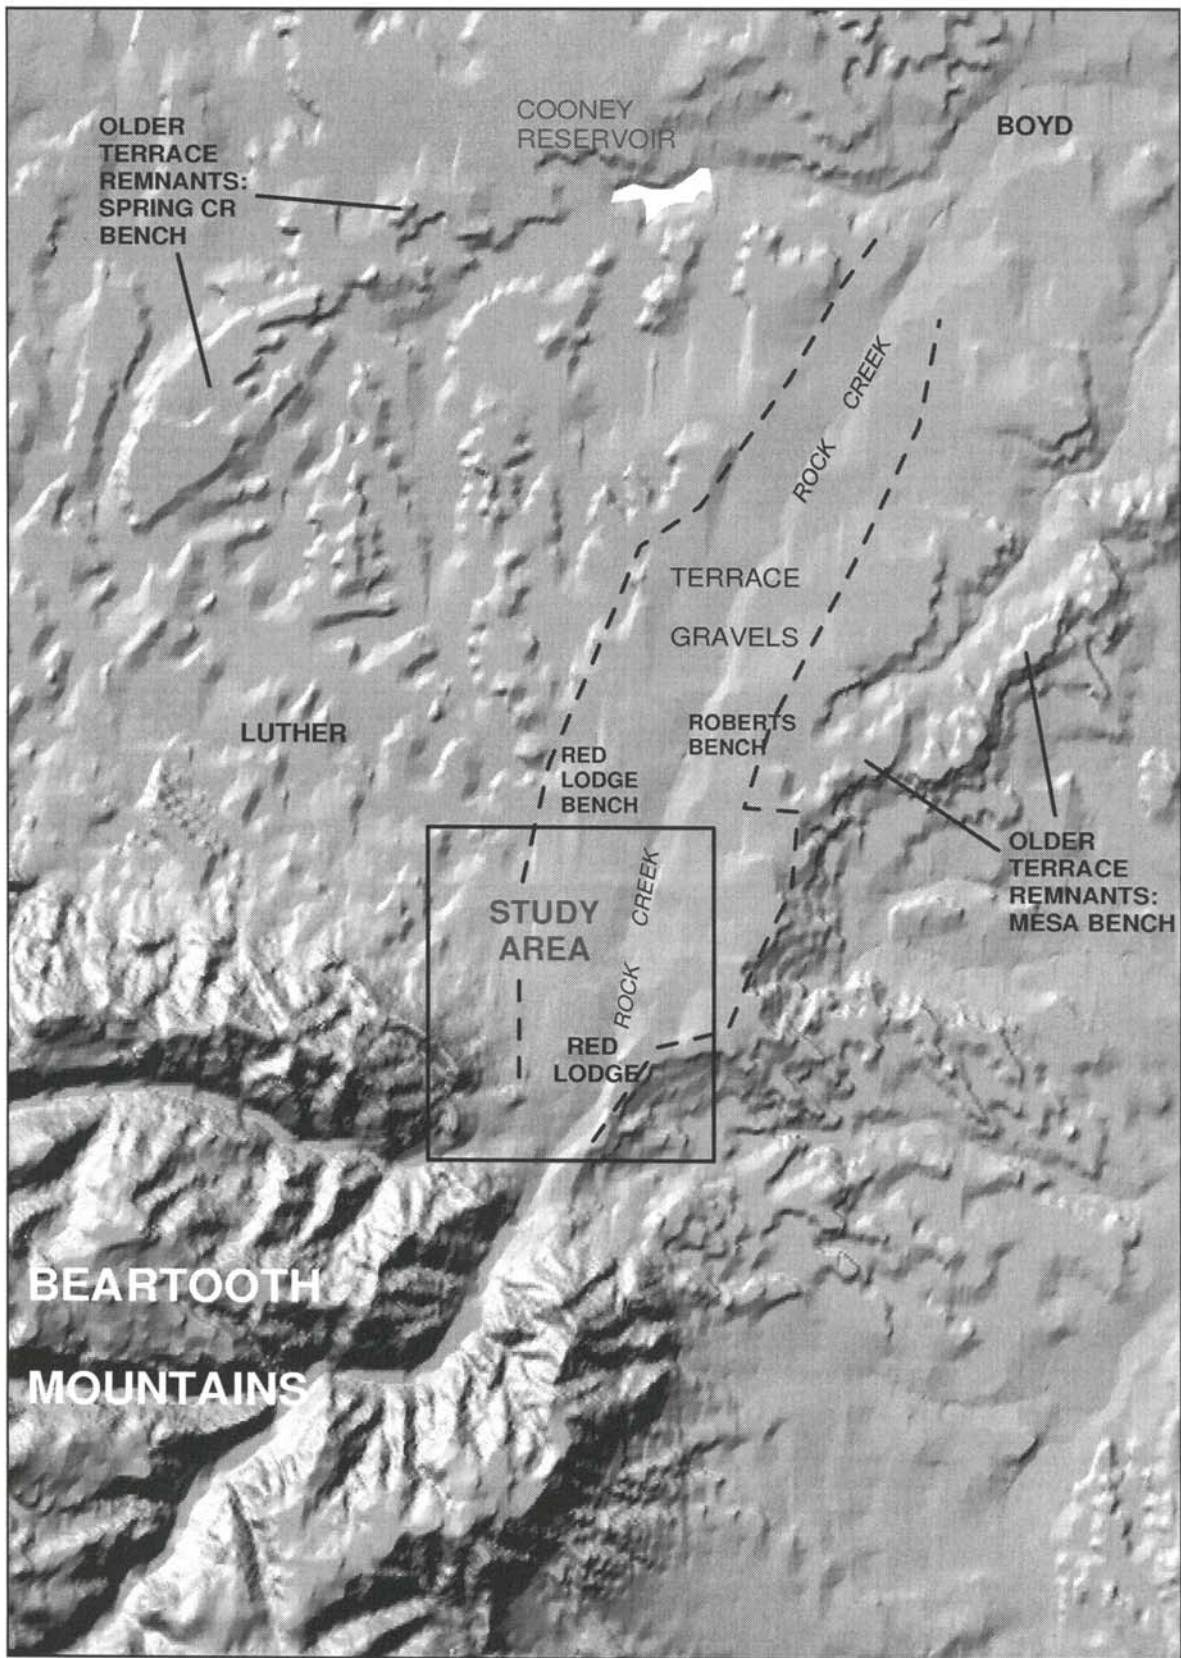 COONEY
RESERVOIR
BOYD
OLDER
TERRACE
REMNANTS:
SPRING CR
BENCH
ROCK CREEK
TERRACE
GRAVELS
LUTHER
ROBERTS
BENCH
RED
LODGE
BENCH
OLDER
TERRACE
REMNANTS:
MESA BENCH
STUDY
AREA
ROCK CREEK
RED
LODGE
BEARTOOTH
MOUNTAINS